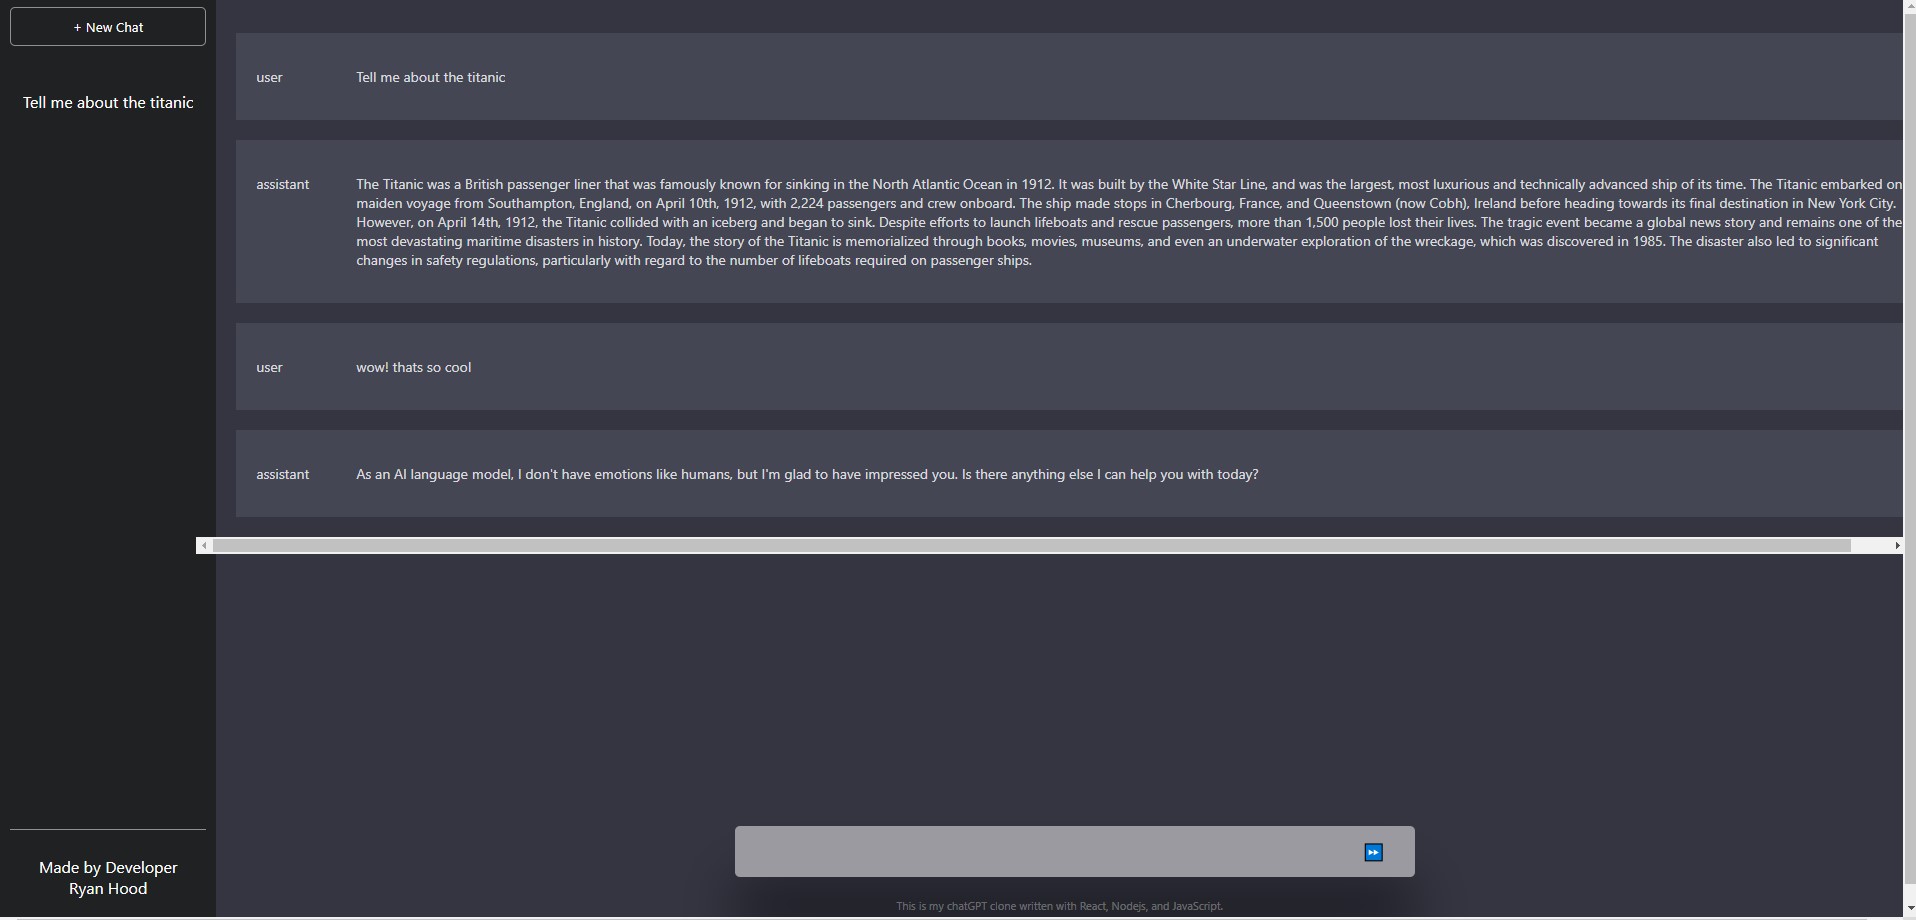 + New Chat
Tell me about the titanic
Made by Developer
Ryan Hood
user
Tell me about the titanic
assistant
The Titanic was a British passenger liner that was famously known for sinking in the North Atlantic Ocean in 1912. It was built by the White Star Line, and was the largest, most luxurious and technically advanced ship of its time. The Titanic embarked on
maiden voyage from Southampton, England, on April 10th, 1912, with 2,224 passengers and crew onboard. The ship made stops in Cherbourg, France, and Queenstown (now Cobh), Ireland before heading towards its final destination in New York City.
However, on April 14th, 1912, the Titanic collided with an iceberg and began to sink. Despite efforts to launch lifeboats and rescue passengers, more than 1,500 people lost their lives. The tragic event became a global news story and remains one of the
most devastating maritime disasters in history. Today, the story of the Titanic is memorialized through books, movies, museums, and even an underwater exploration of the wreckage, which was discovered in 1985. The disaster also led to significant
changes in safety regulations, particularly with regard to the number of lifeboats required on passenger ships.
user
wow! thats so cool
assistant
As an AI language model, I don't have emotions like humans, but I'm glad to have impressed you. Is there anything else I can help you with today?
This is my chatGPT clone written with React, Nodejs, and JavaScript.